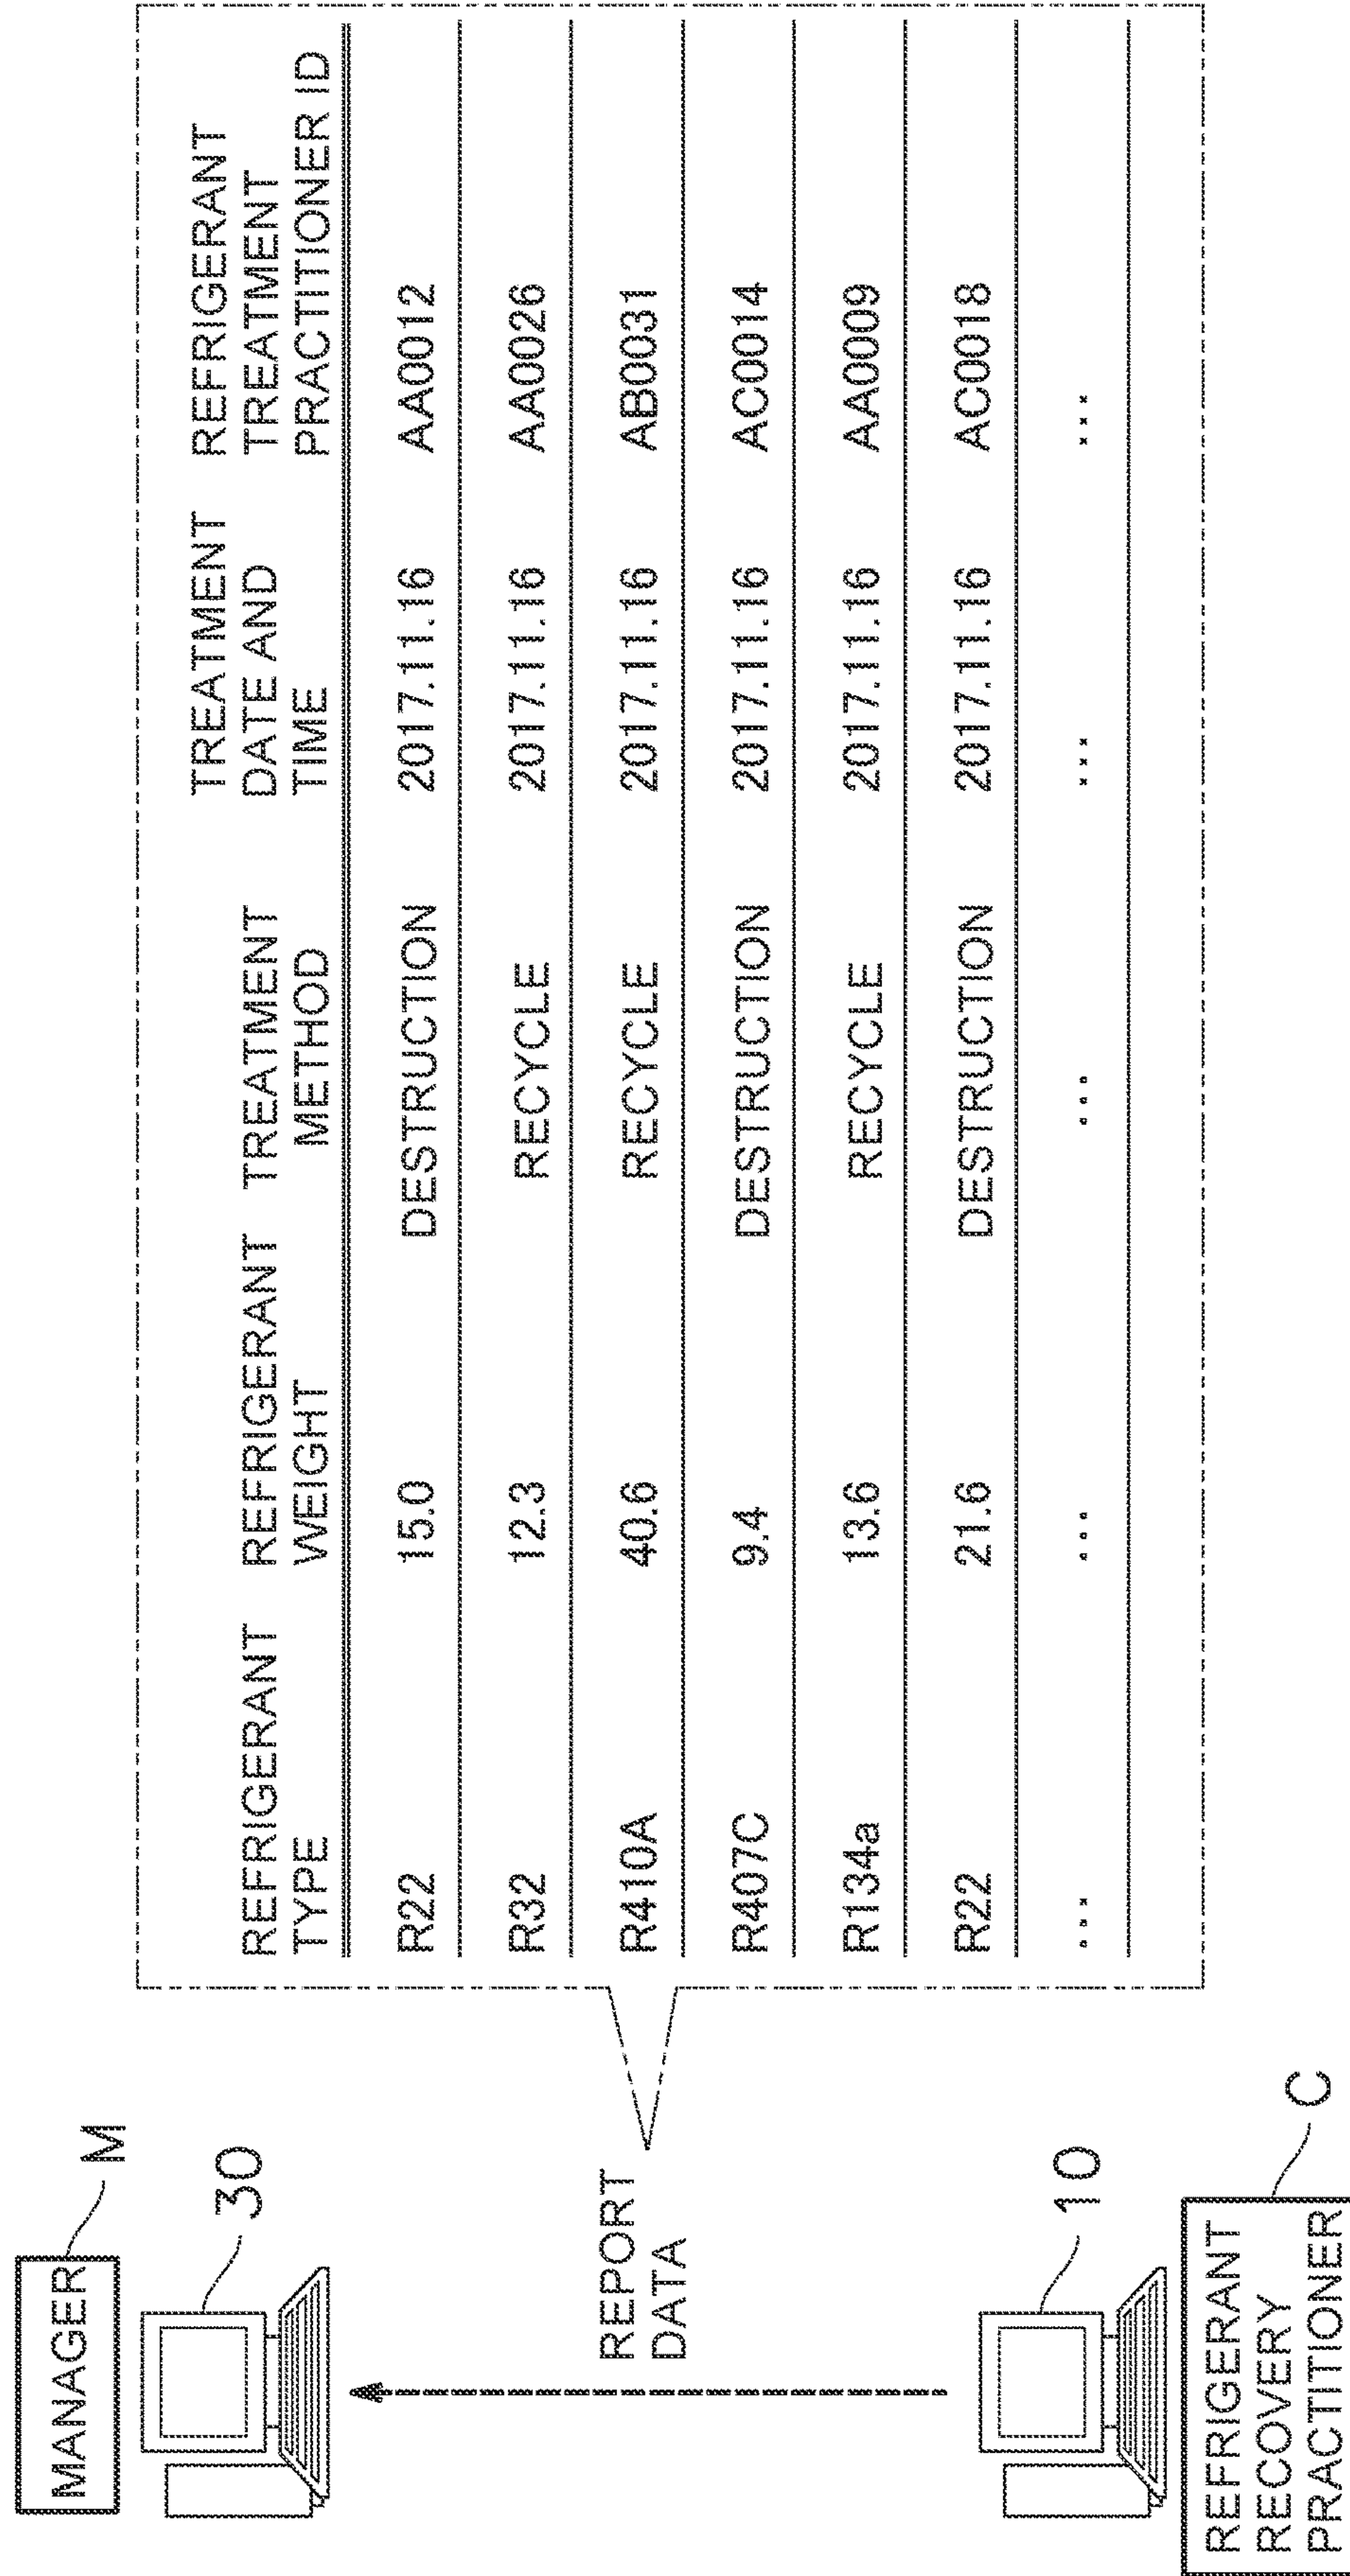 MANAGER
M
30
REPORT
DATA
10
C
REFRIGERANT
RECOVERY
PRACTITIONER
REFRIGERANT TYPE REFRIGERANT WEIGHT TREATMENT METHOD TREATMENT DATE AND TIME REFRIGERANT TREATMENT PRACTITIONER ID
R22 15.0 DESTRUCTION 2017.11.16 AA0012
R32 12.3 RECYCLE 2017.11.16 AA0026
R410A 40.6 RECYCLE 2017.11.16 AB0031
R407C 9.4 DESTRUCTION 2017.11.16 AC0014
R134a 13.6 RECYCLE 2017.11.16 AA0009
R22 21.6 DESTRUCTION 2017.11.16 AC0018
... ... ... ... ...